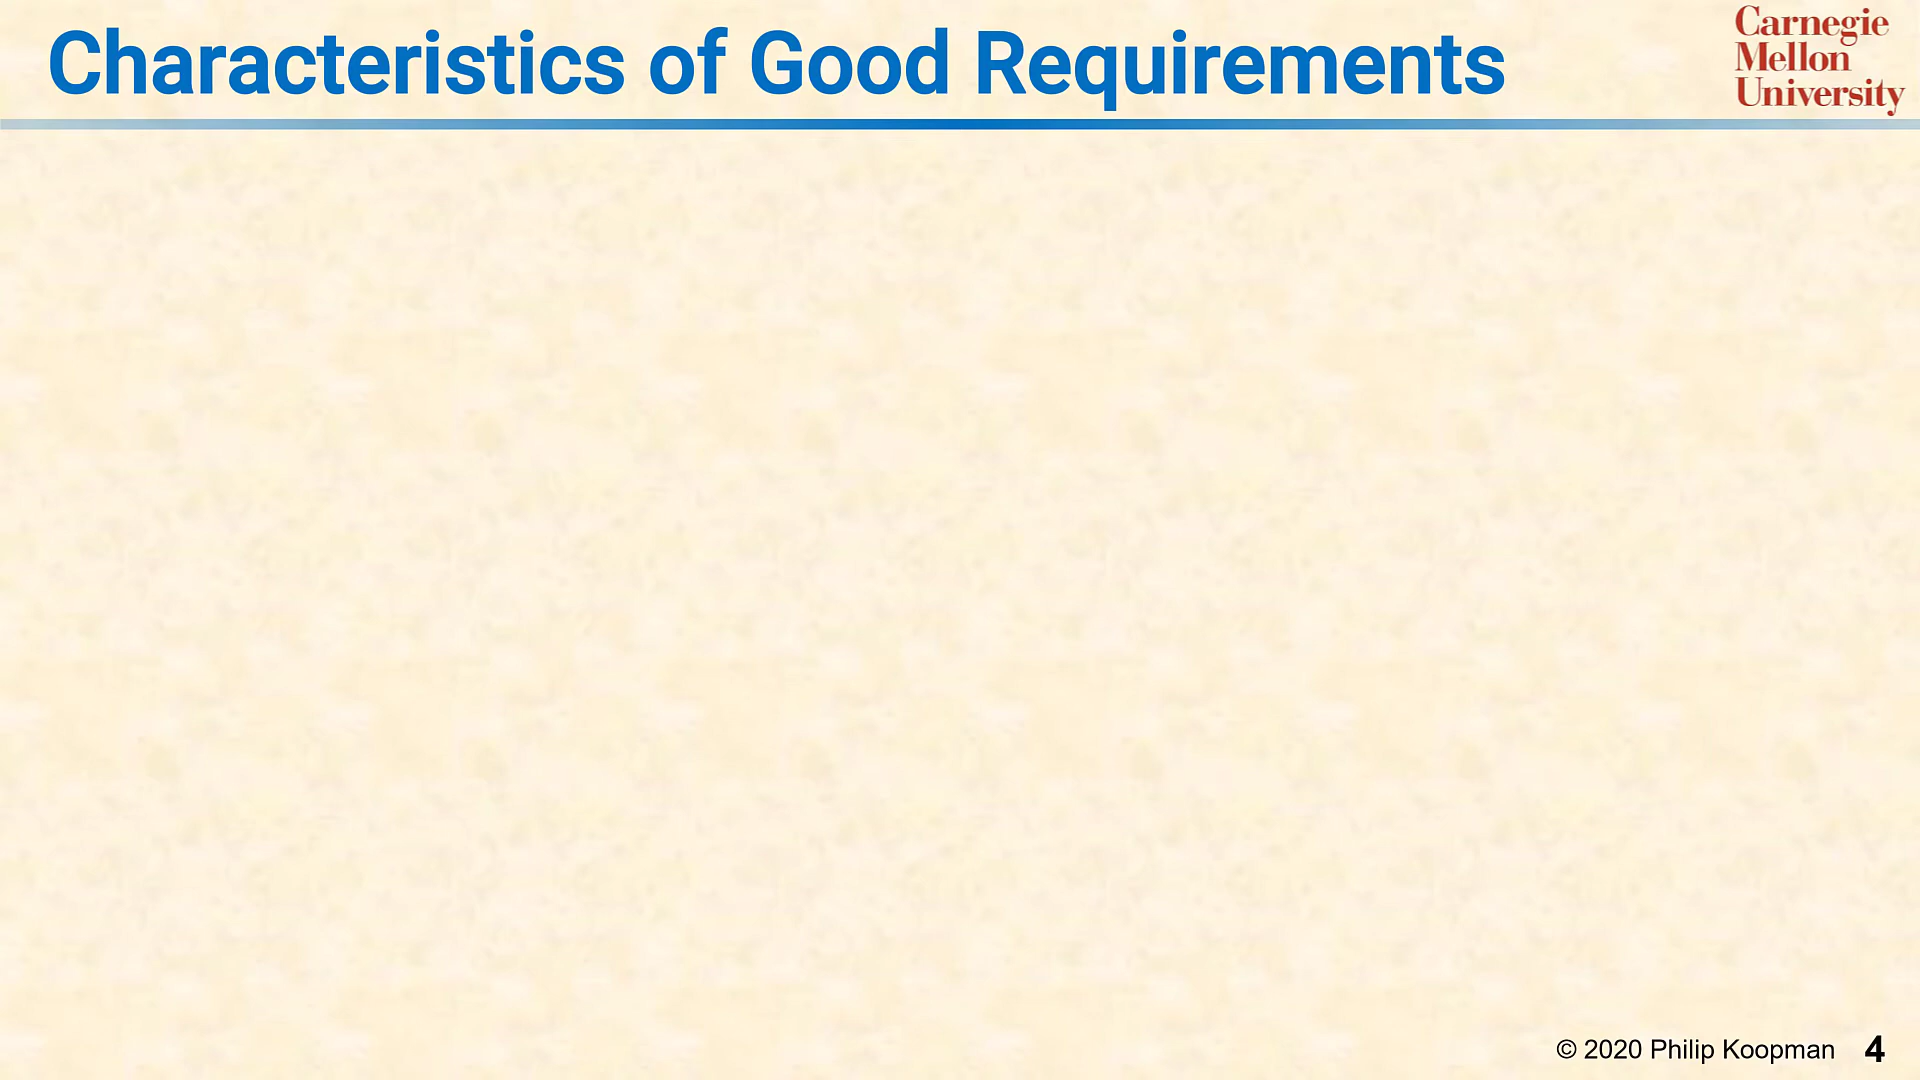 Characteristics of Good Requirements
Carnegie
Mellon
University
© 2020 Philip Koopman 4